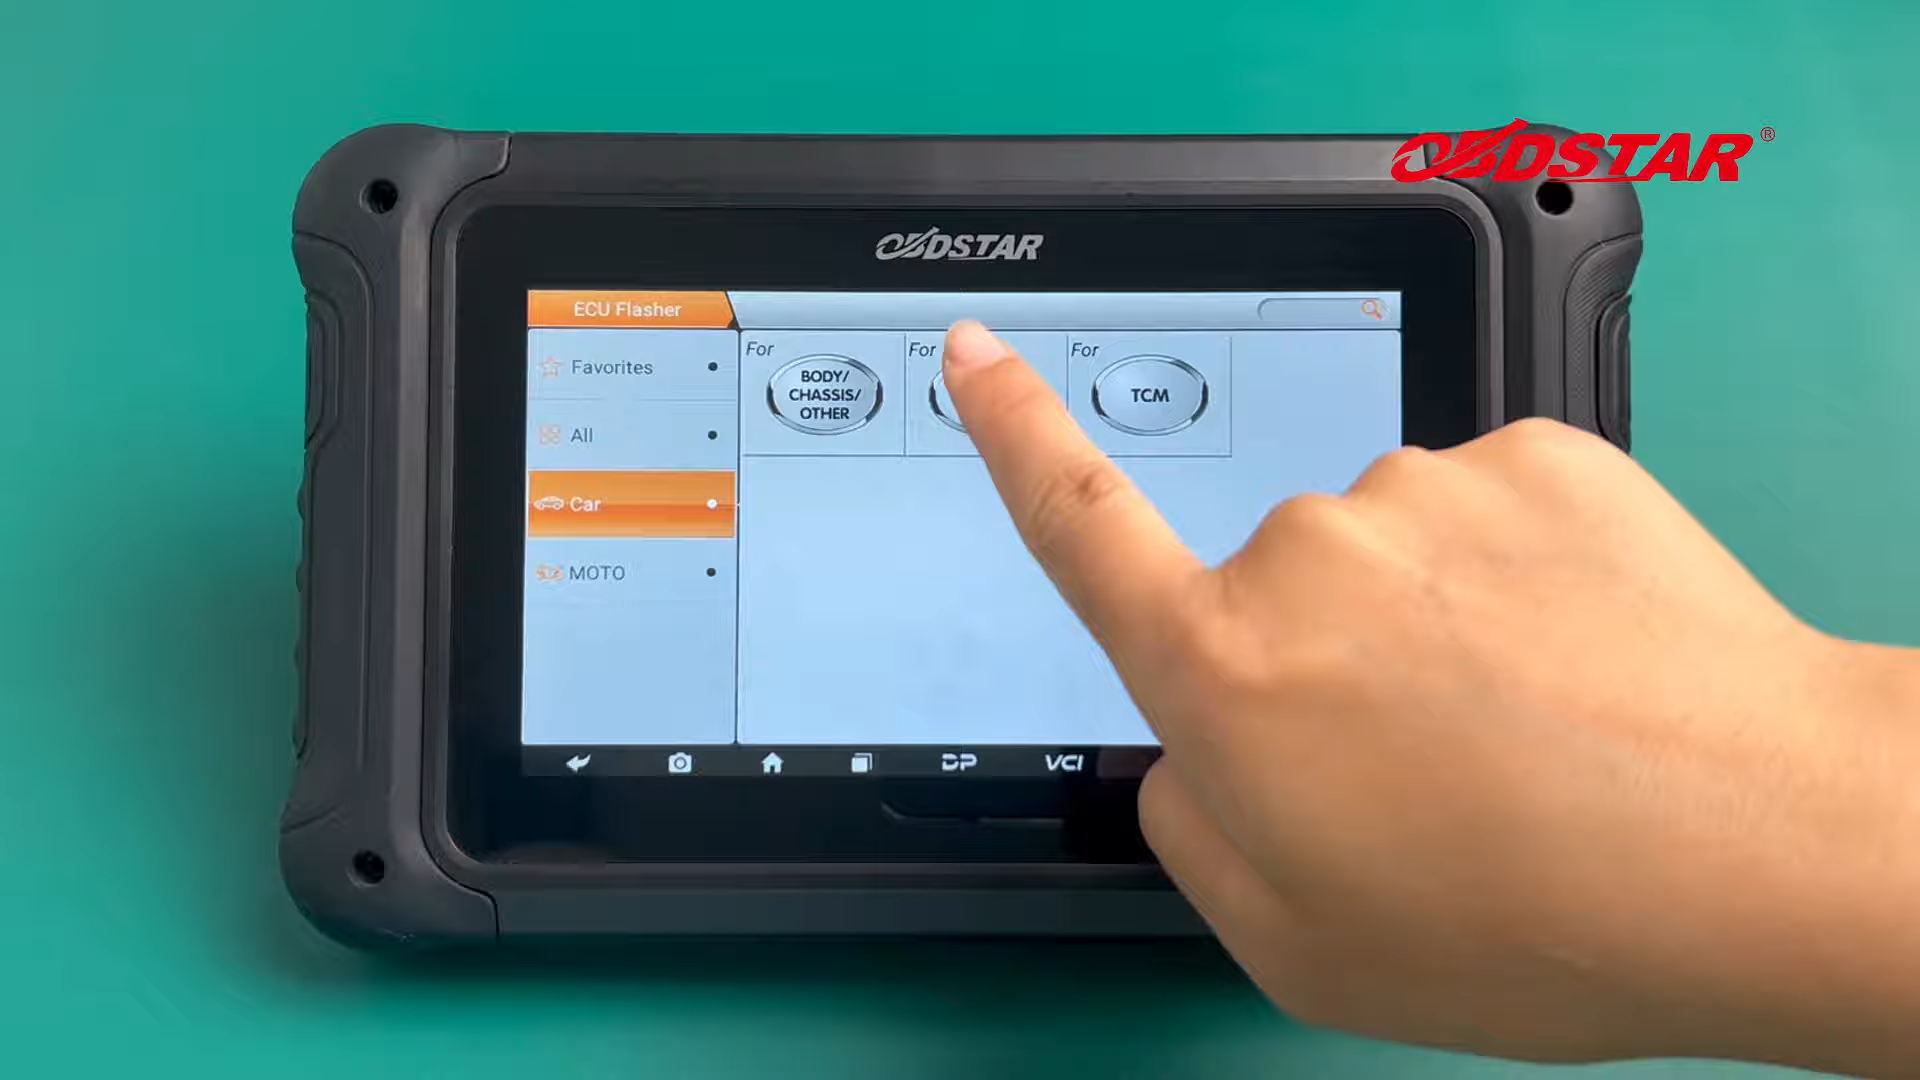 OBDSTAR®
OBDSTAR
ECU Flasher
Favorites
All
Car
MOTO
For
BODY/
CHASSIS/
OTHER
For
For
TCM
DP
VCI